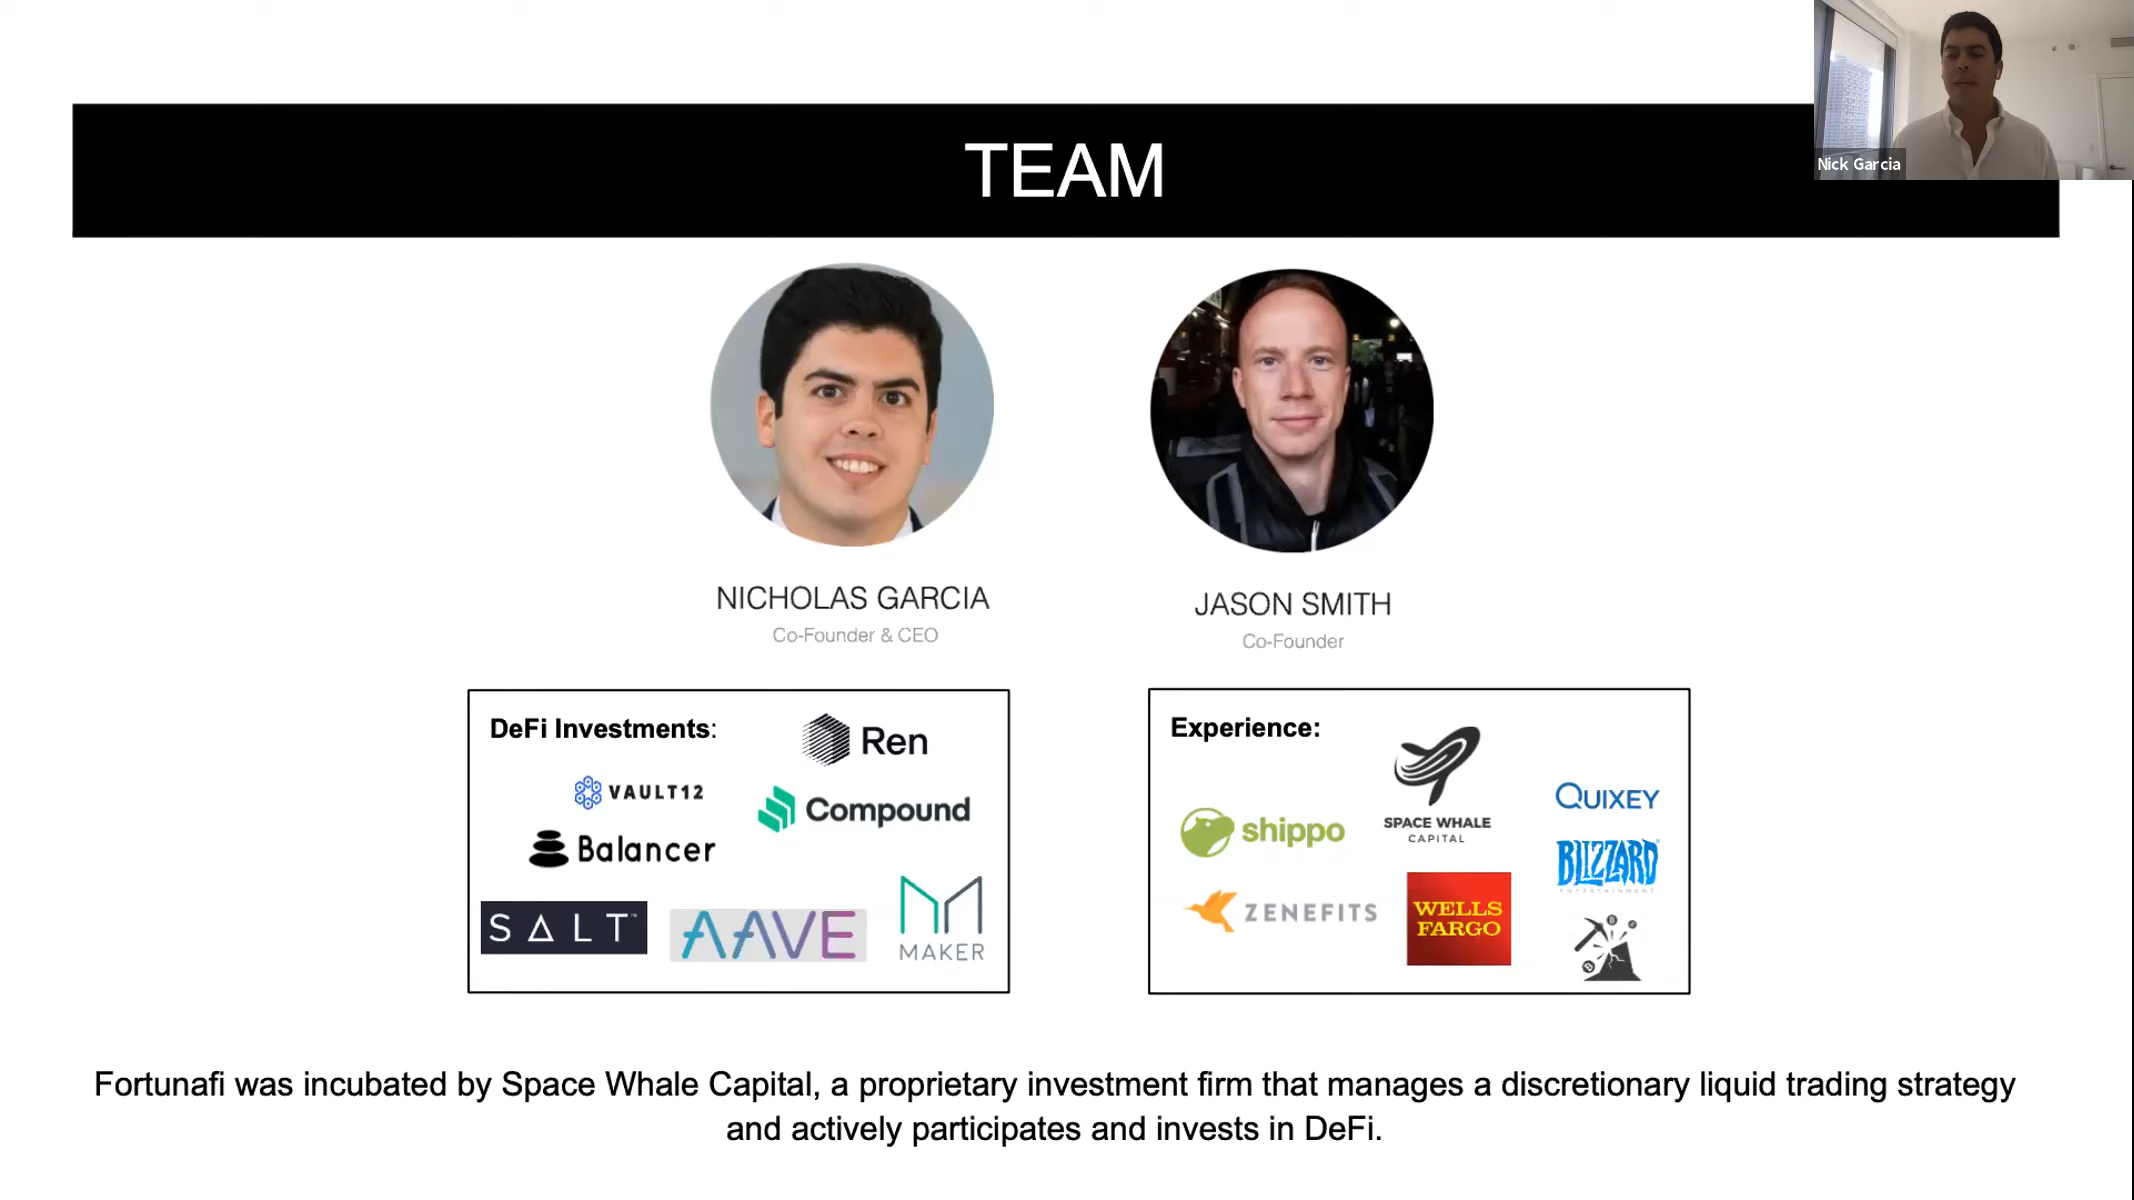 Nick Garcia
TEAM
NICHOLAS GARCIA
Co-Founder & CEO
JASON SMITH
Co-Founder
DeFi Investments:
Ren
VAULT12
Compound
Balancer
SALT™
AAVE
MAKER
Experience:
SPACE WHALE
CAPITAL
QUIXEY
shippo
BLIZZARD
ENTERTAINMENT
ZENEFITS
WELLS
FARGO
Fortunafi was incubated by Space Whale Capital, a proprietary investment firm that manages a discretionary liquid trading strategy
and actively participates and invests in DeFi.